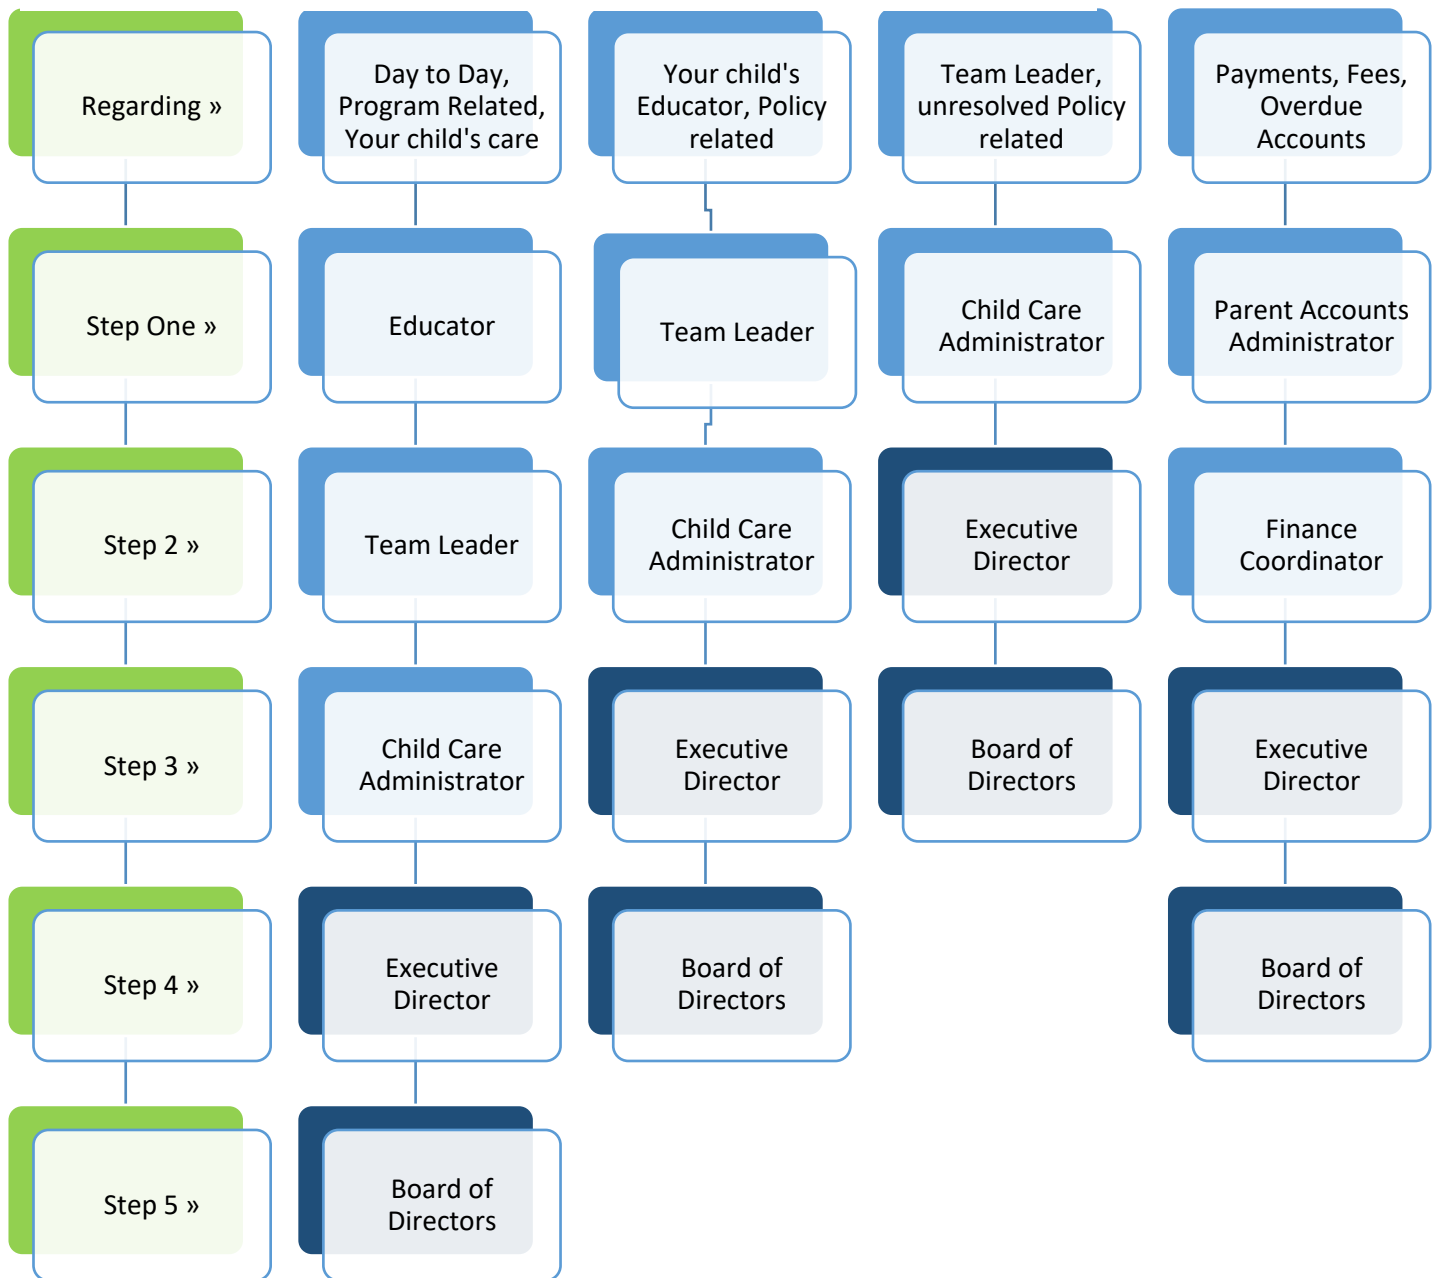 Regarding »
Day to Day,
Program Related,
Your child's care
Your child's
Educator, Policy
related
Team Leader,
unresolved Policy
related
Payments, Fees,
Overdue
Accounts
Step One »
Educator
Team Leader
Child Care
Administrator
Parent Accounts
Administrator
Step 2 »
Team Leader
Child Care
Administrator
Executive
Director
Finance
Coordinator
Step 3 »
Child Care
Administrator
Executive
Director
Board of
Directors
Executive
Director
Step 4 »
Executive
Director
Board of
Directors
Board of
Directors
Step 5 »
Board of
Directors